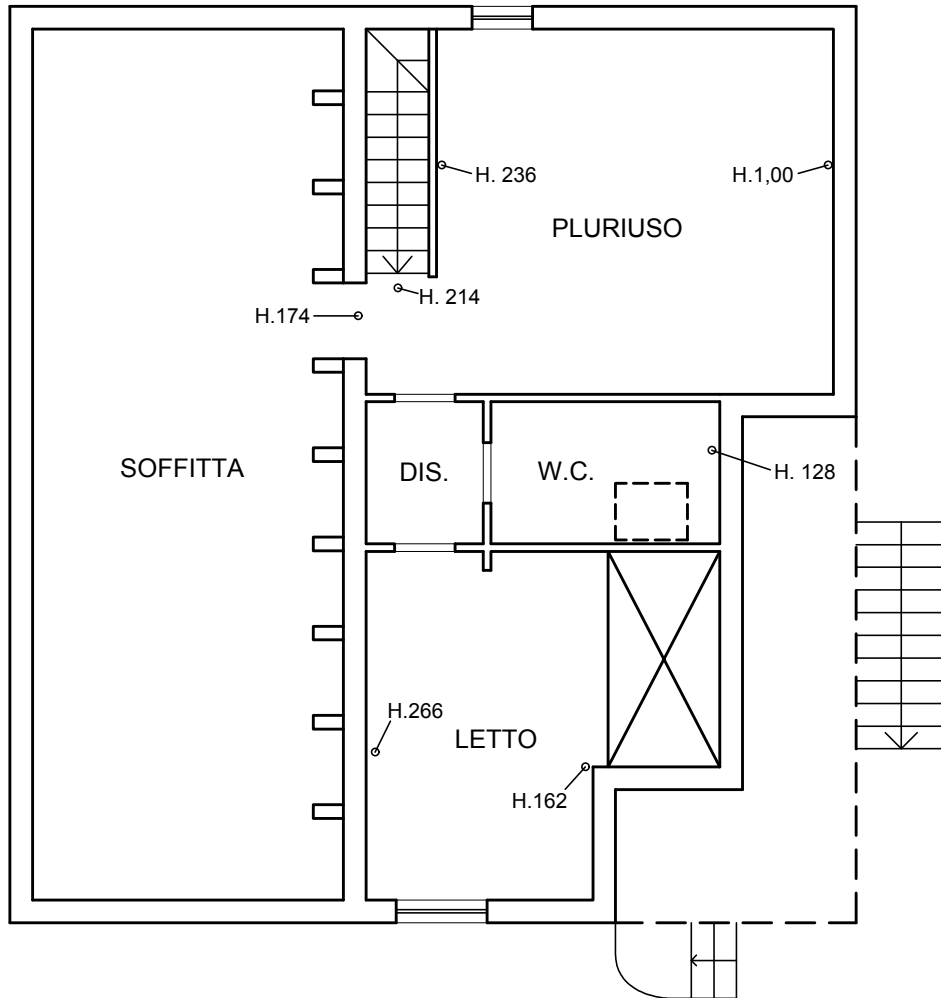 H. 236
H.1,00
PLURIUSO
H. 214
H.174
SOFFITTA
DIS.
W.C.
H. 128
H.266
LETTO
H.162